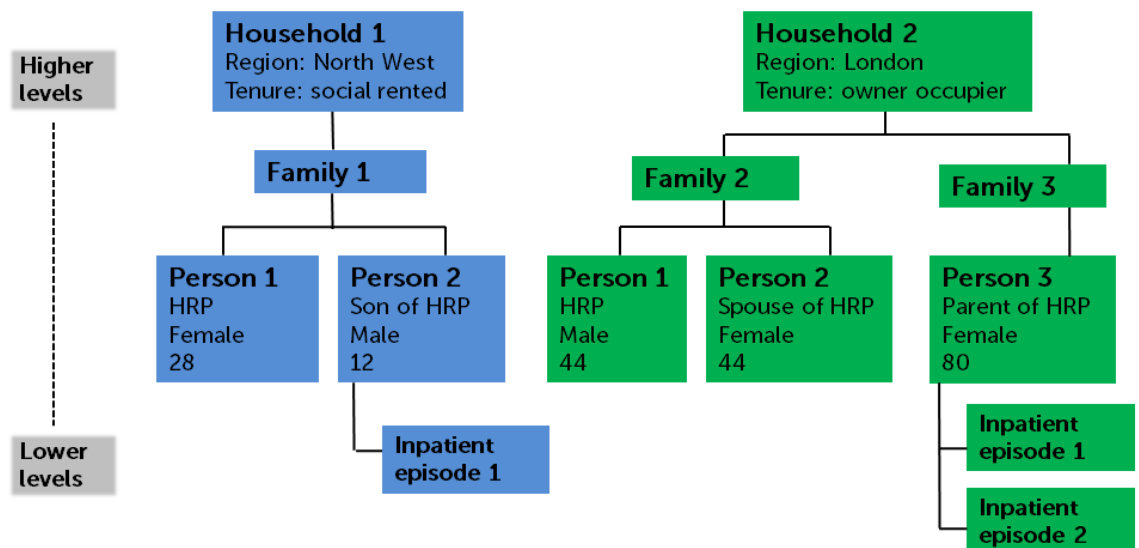 Higher
levels
Household 1
Region: North West
Tenure: social rented
Household 2
Region: London
Tenure: owner occupier
Family 1
Family 2
Family 3
Person 1
HRP
Female
28
Person 2
Son of HRP
Male
12
Person 1
HRP
Male
44
Person 2
Spouse of HRP
Female
44
Person 3
Parent of HRP
Female
80
Lower
levels
Inpatient
episode 1
Inpatient
episode 1
Inpatient
episode 2